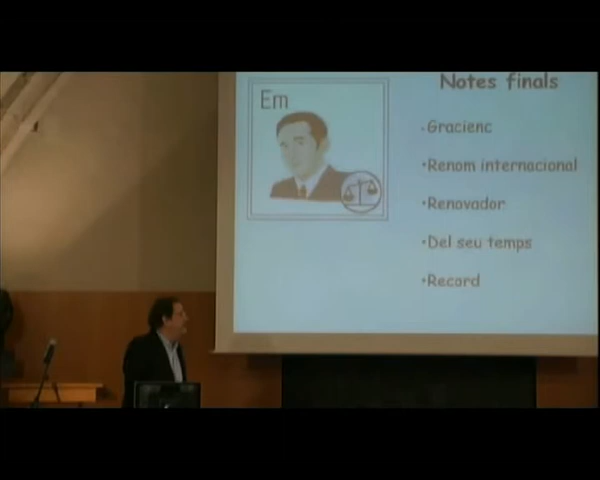 Em
Notes finals
·Gracienc
·Renom internacional
·Renovador
·Del seu temps
·Record